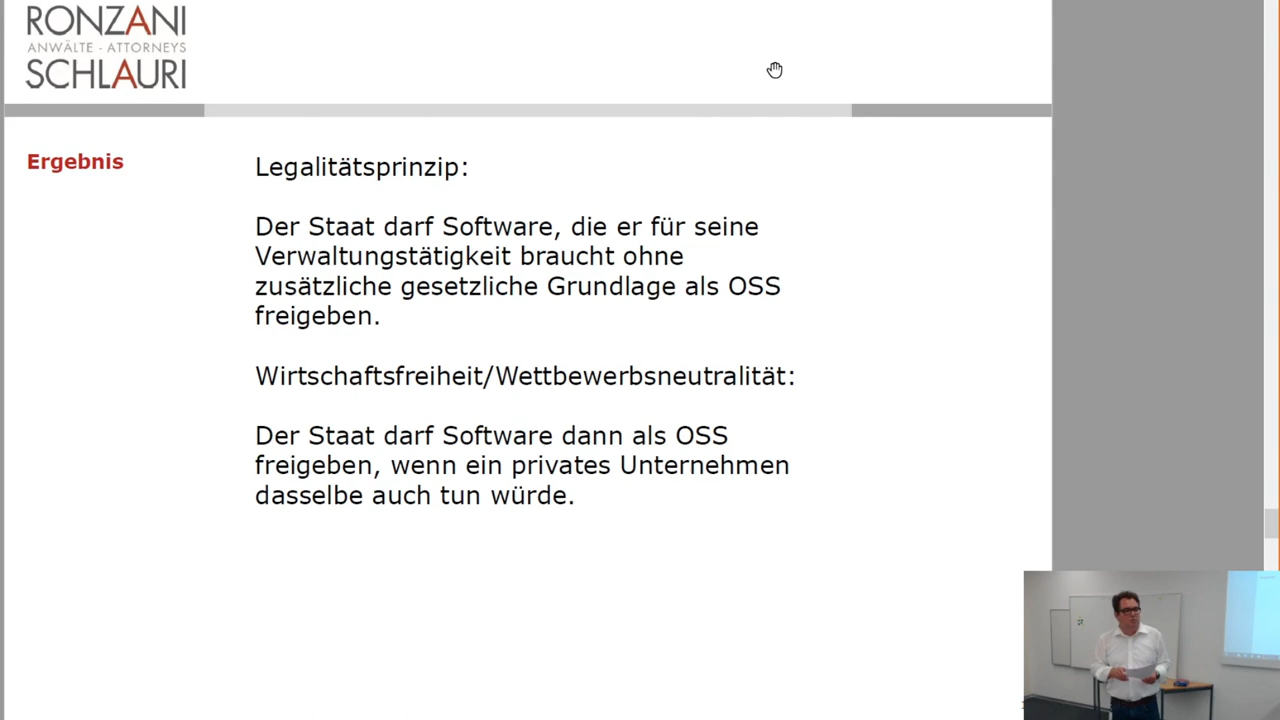 RONZANI
ANWÄLTE - ATTORNEYS
SCHLAURI
Ergebnis
Legalitätsprinzip:
Der Staat darf Software, die er für seine
Verwaltungstätigkeit braucht ohne
zusätzliche gesetzliche Grundlage als OSS
freigeben.
Wirtschaftsfreiheit/Wettbewerbsneutralität:
Der Staat darf Software dann als OSS
freigeben, wenn ein privates Unternehmen
dasselbe auch tun würde.